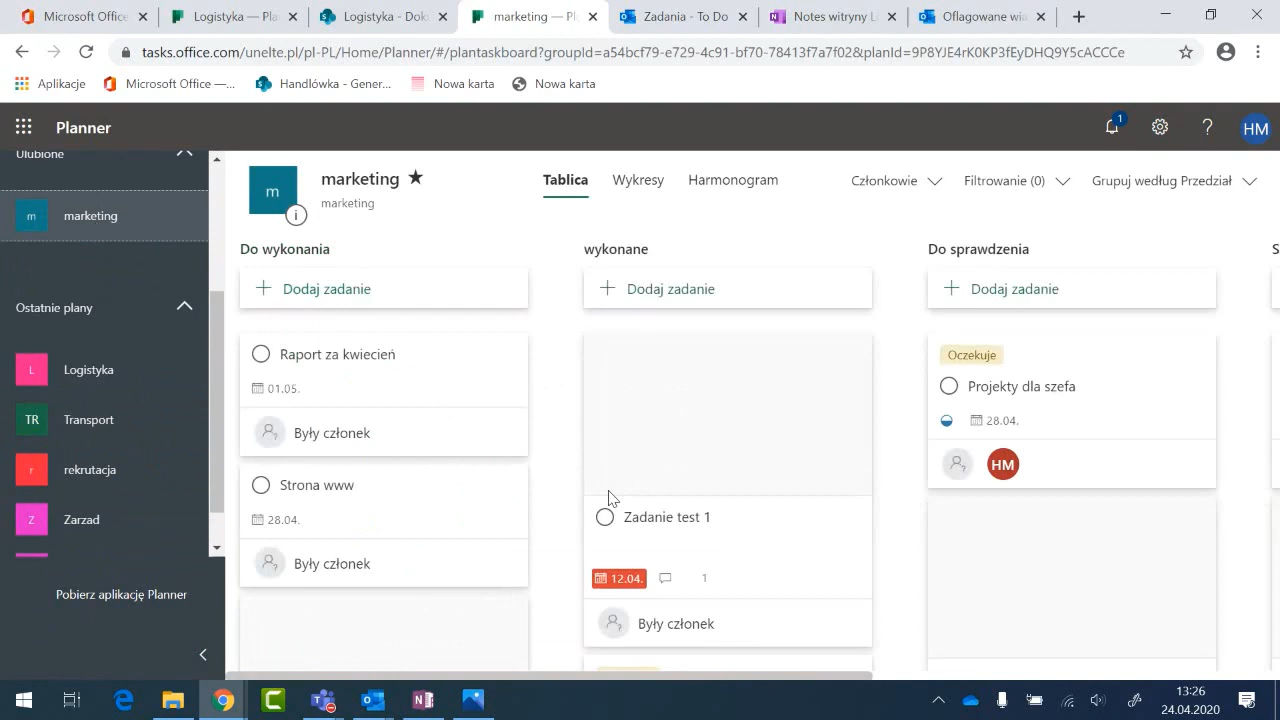 Microsoft Office
Logistyka — Pla
Logistyka - Dok
marketing — Pl
Zadania - To D
Notes witryny L
Oflagowane wia
tasks.office.com/unelte.pl/pl-PL/Home/Planner/#/plantaskboard?groupId=a54bcf79-e729-4c91-bf70-78413f7a7f02&planId=9P8YJE4rK0KP3fEyDHQ9Y5cACCCe
Aplikacje
Microsoft Office —...
Handlówka - Gener...
Nowa karta
Nowa karta
Planner
1
HM
Ulubione
m marketing
Ostatnie plany
L Logistyka
TR Transport
r rekrutacja
Z Zarzad
Pobierz aplikację Planner
m
marketing
marketing
Tablica
Wykresy
Harmonogram
Członkowie
Filtrowanie (0)
Grupuj według Przedział
Do wykonania
Dodaj zadanie
Raport za kwiecień
01.05.
Były członek
Strona www
28.04.
Były członek
wykonane
Dodaj zadanie
Zadanie test 1
12.04.
1
Były członek
Do sprawdzenia
Dodaj zadanie
Oczekuje
Projekty dla szefa
28.04.
HM
S
13:26
24.04.2020